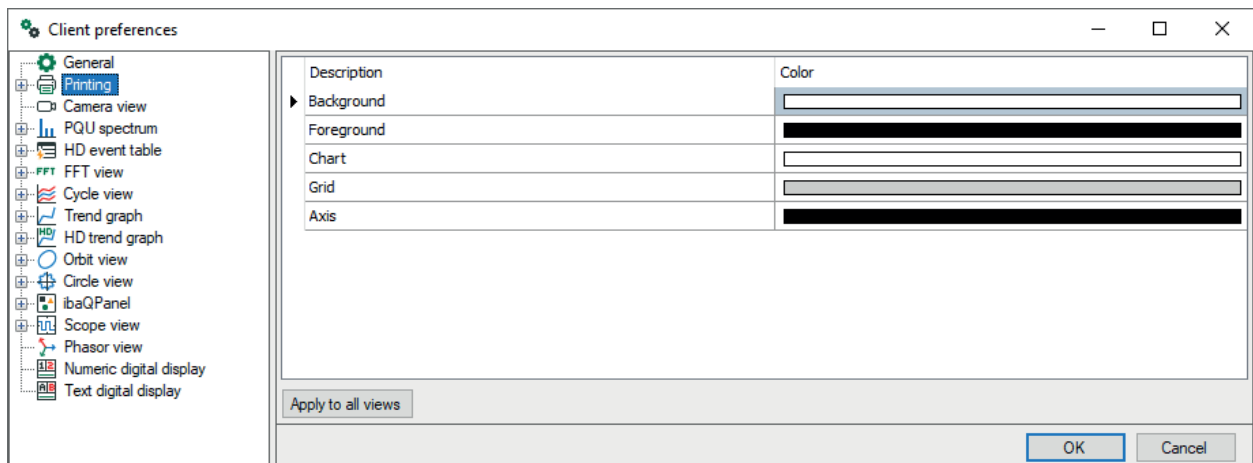 Client preferences
General
Printing
Camera view
PQU spectrum
HD event table
FFT FFT view
Cycle view
Trend graph
HD HD trend graph
Orbit view
Circle view
ibaQPanel
Scope view
Phasor view
12 Numeric digital display
AB Text digital display
Description Color
Background
Foreground
Chart
Grid
Axis
Apply to all views
OK Cancel